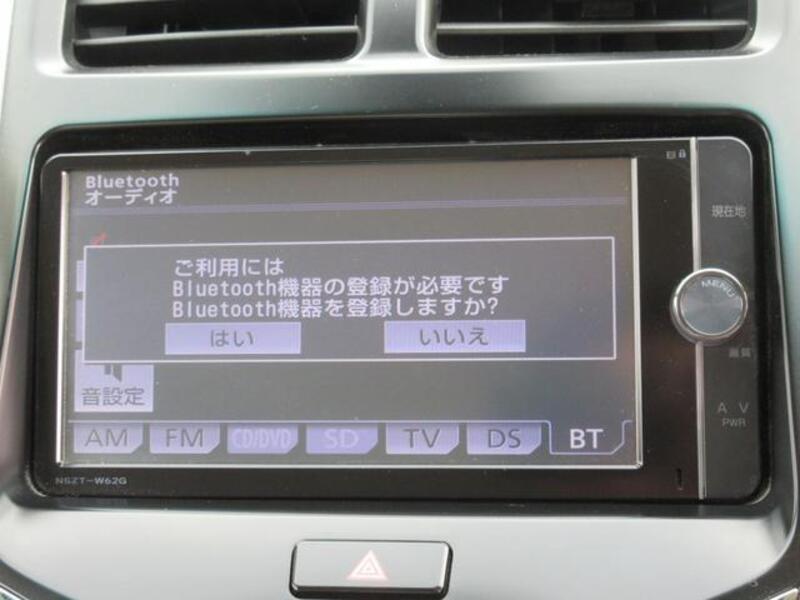 Bluetooth
オーディオ
現在地
ご利用には
Bluetooth機器の登録が必要です
Bluetooth機器を登録しますか?
はい
いいえ
MENU
画質
音設定
AM
FM
CD/DVD
SD
TV
DS
BT
A V
PWR
NSZT-W62G